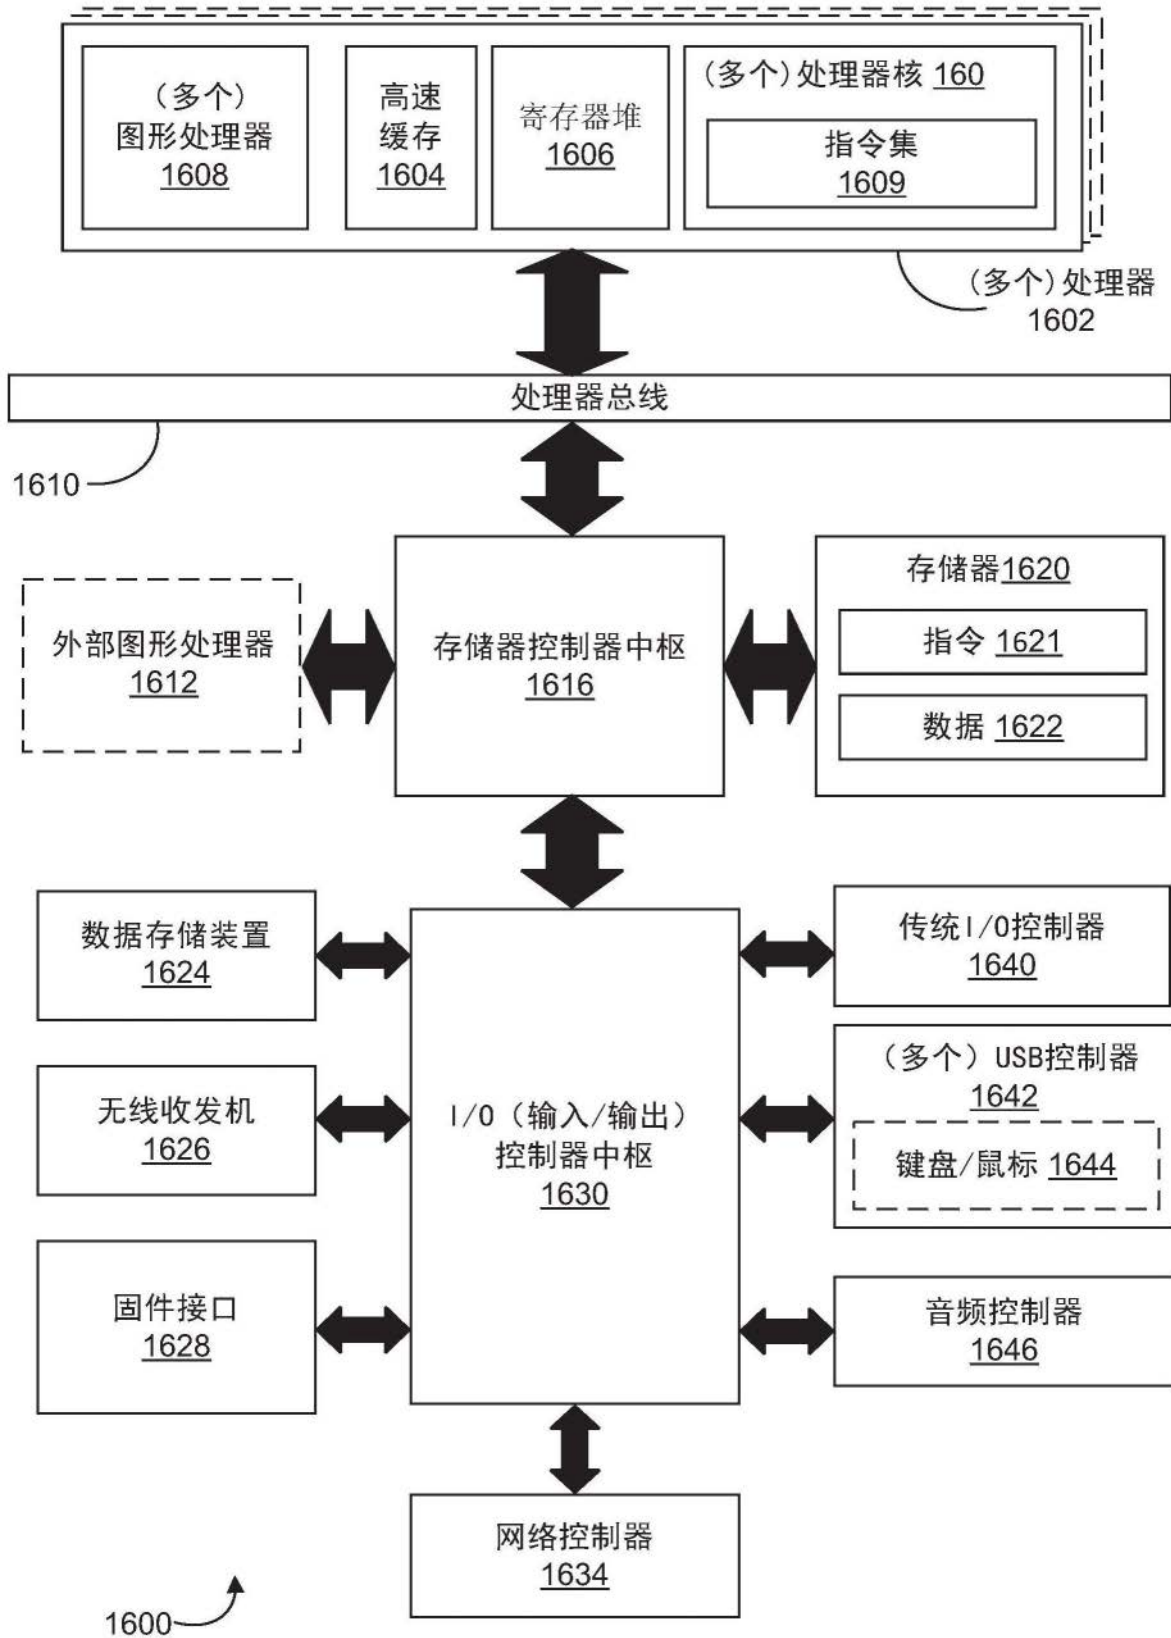 (多个)
图形处理器
1608
高速
缓存
1604
寄存器堆
1606
(多个)处理器核 160
指令集
1609
(多个)处理器
1602
处理器总线
1610
外部图形处理器
1612
存储器控制器中枢
1616
存储器1620
指令 1621
数据 1622
数据存储装置
1624
无线收发机
1626
固件接口
1628
I/O（输入/输出）
控制器中枢
1630
传统I/O控制器
1640
（多个）USB控制器
1642
键盘/鼠标 1644
音频控制器
1646
网络控制器
1634
1600